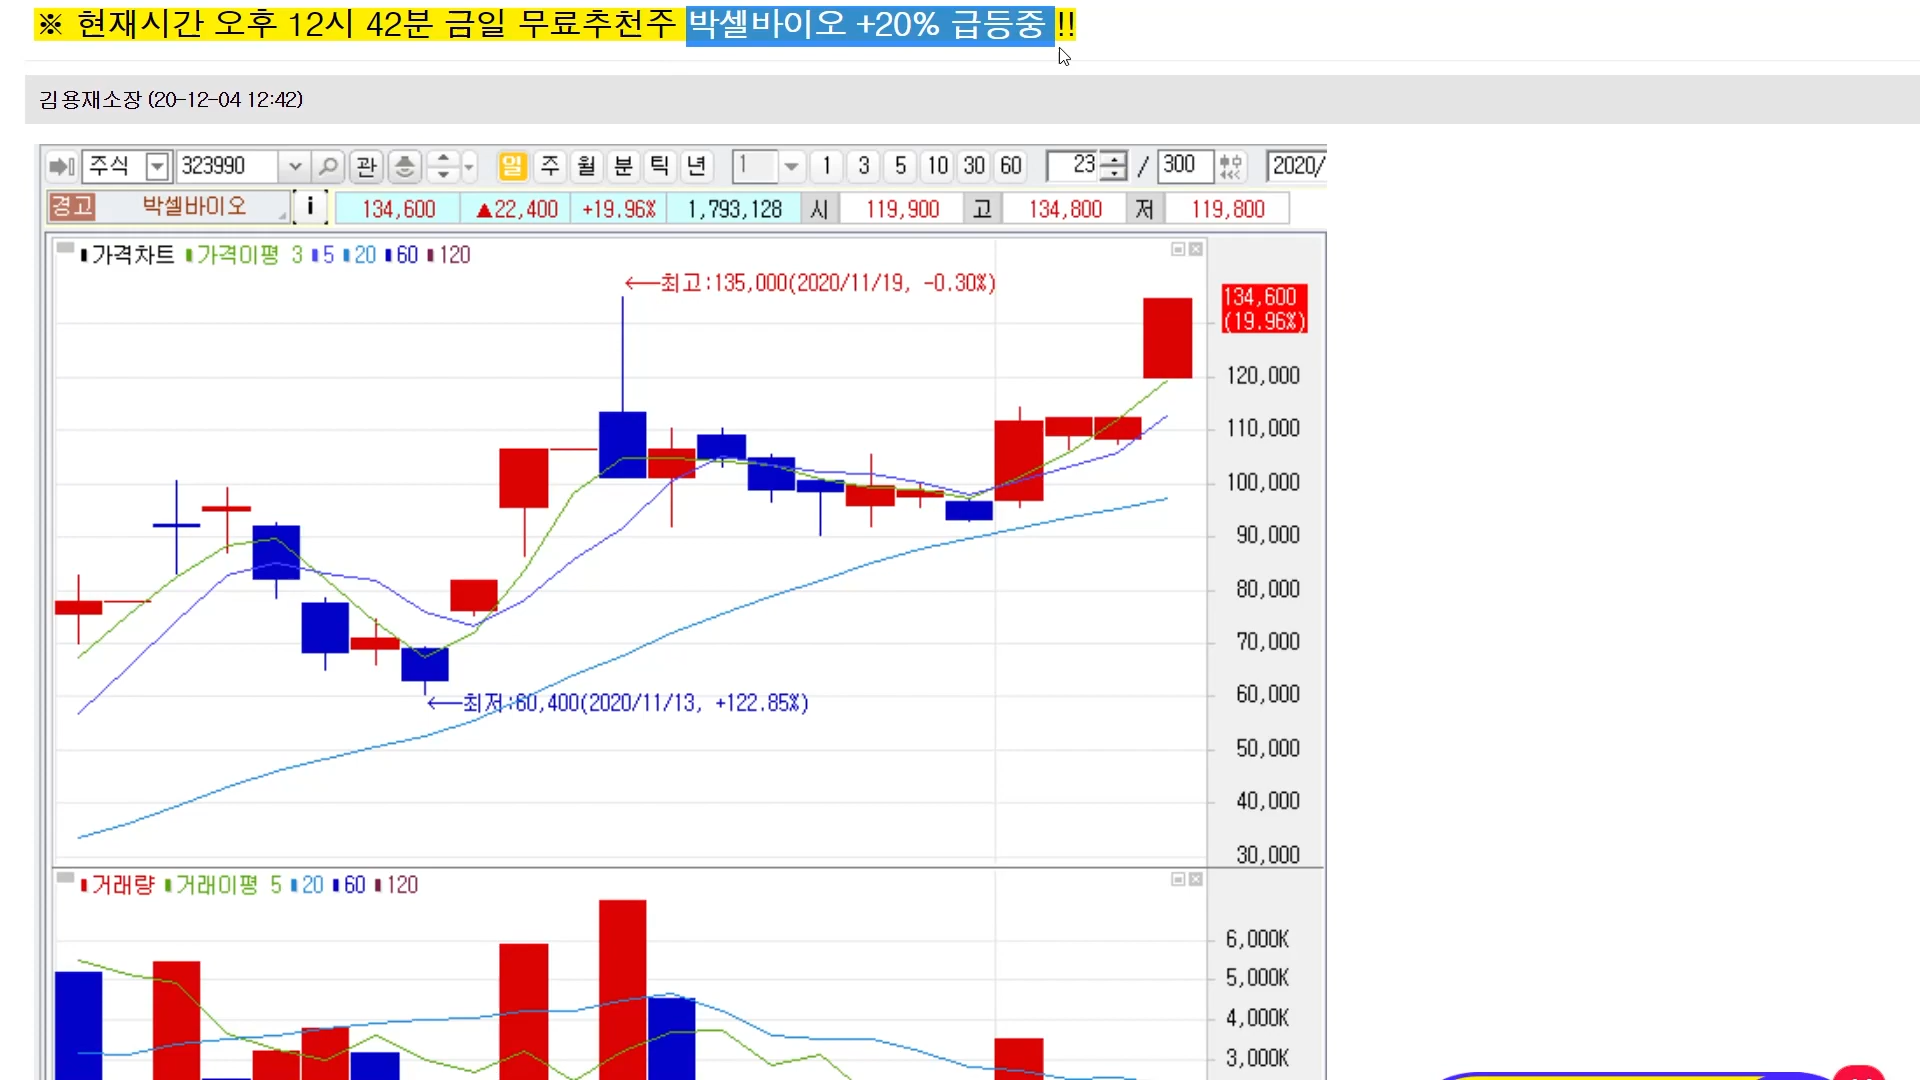 ※ 현재시간 오후 12시 42분 금일 무료추천주 박셀바이오 +20% 급등중 !!
김용재소장 (20-12-04 12:42)
주식 323990 관 일 주 월 분 틱 년 1 1 3 5 10 30 60 23 / 300 2020/
경고 박셀바이오 i 134,600 ▲22,400 +19.96% 1,793,128 시 119,900 고 134,800 저 119,800
가격차트 가격이평 3 5 20 60 120
←최고:135,000(2020/11/19, -0.30%)
134,600
(19.96%)
120,000
110,000
100,000
90,000
80,000
70,000
60,000
←최저:60,400(2020/11/13, +122.85%)
50,000
40,000
30,000
거래량 거래이평 5 20 60 120
6,000K
5,000K
4,000K
3,000K